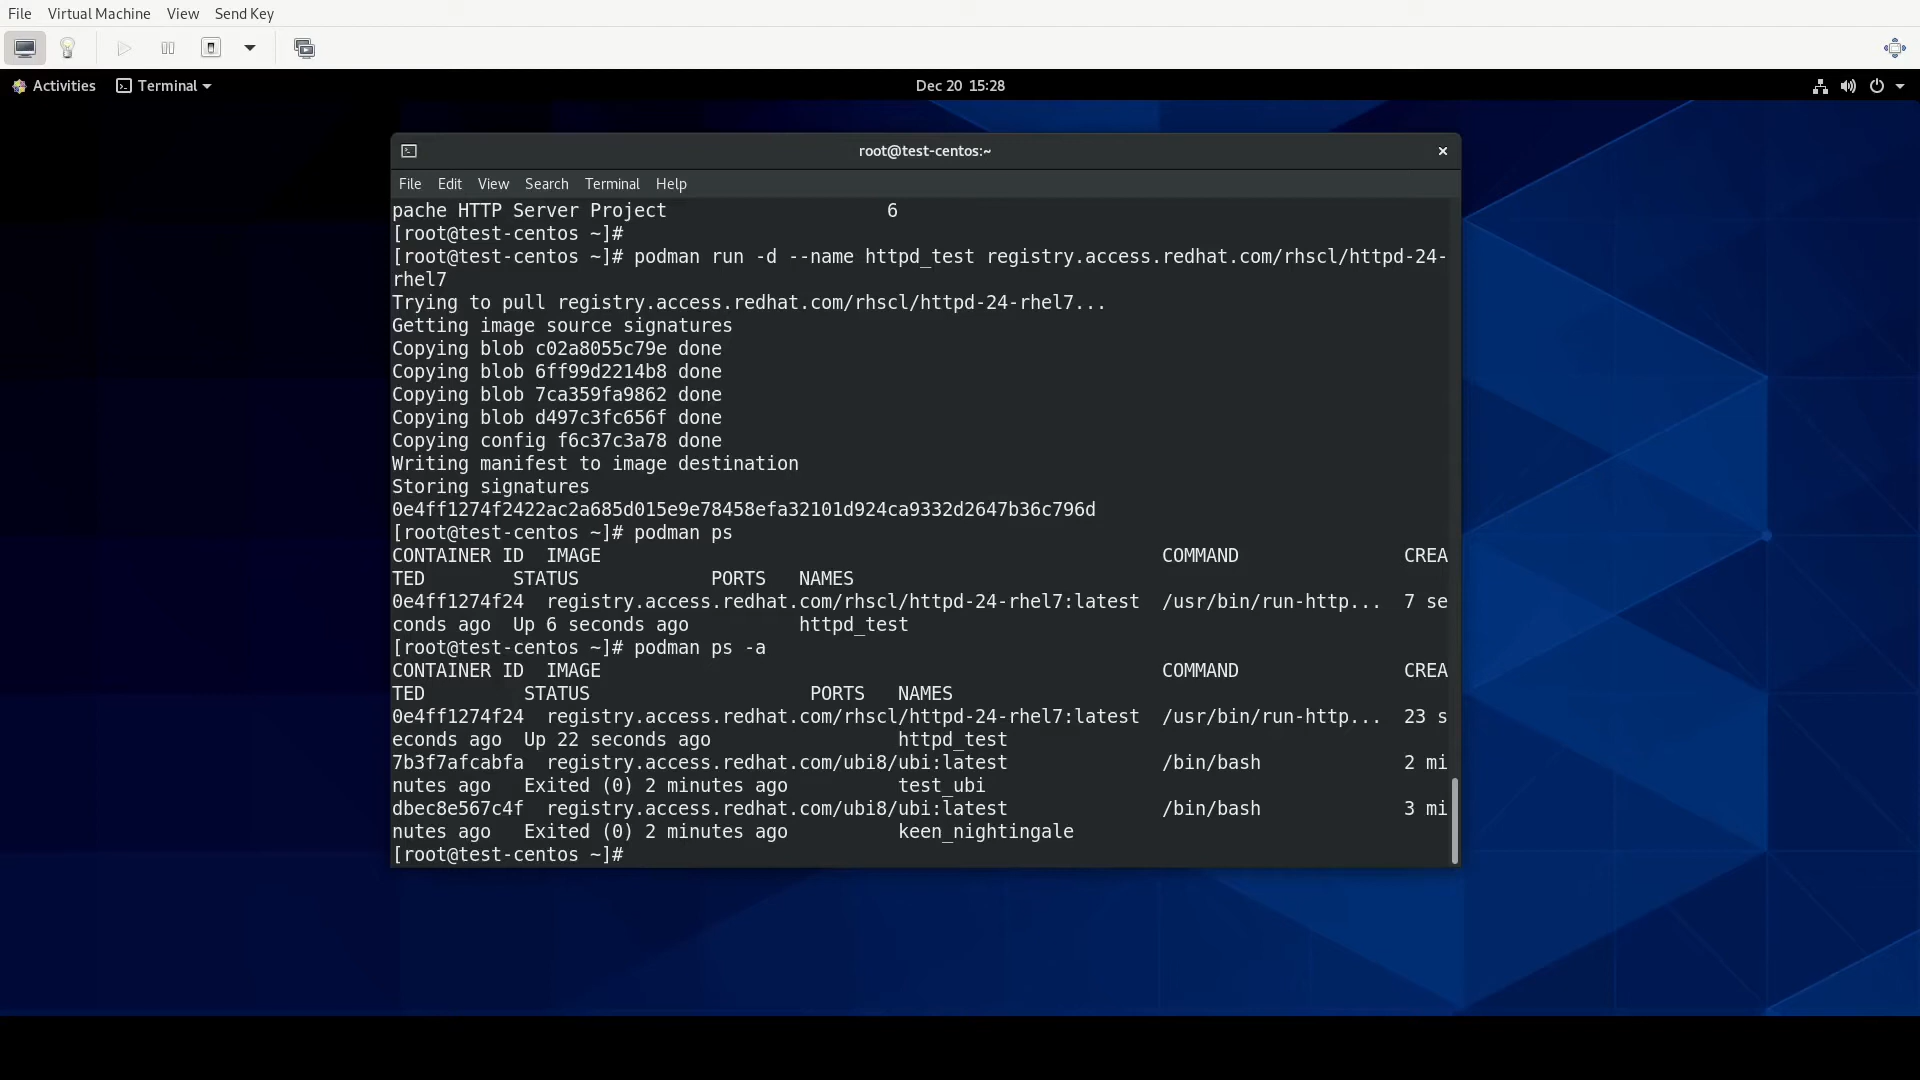 File Virtual Machine View Send Key
Activities Terminal Dec 20 15:28
root@test-centos:~
File Edit View Search Terminal Help
pache HTTP Server Project 6
[root@test-centos ~]#
[root@test-centos ~]# podman run -d --name httpd_test registry.access.redhat.com/rhscl/httpd-24-
rhel7
Trying to pull registry.access.redhat.com/rhscl/httpd-24-rhel7...
Getting image source signatures
Copying blob c02a8055c79e done
Copying blob 6ff99d2214b8 done
Copying blob 7ca359fa9862 done
Copying blob d497c3fc656f done
Copying config f6c37c3a78 done
Writing manifest to image destination
Storing signatures
0e4ff1274f2422ac2a685d015e9e78458efa32101d924ca9332d2647b36c796d
[root@test-centos ~]# podman ps
CONTAINER ID IMAGE COMMAND CREA
TED STATUS PORTS NAMES
0e4ff1274f24 registry.access.redhat.com/rhscl/httpd-24-rhel7:latest /usr/bin/run-http... 7 se
conds ago Up 6 seconds ago httpd_test
[root@test-centos ~]# podman ps -a
CONTAINER ID IMAGE COMMAND CREA
TED STATUS PORTS NAMES
0e4ff1274f24 registry.access.redhat.com/rhscl/httpd-24-rhel7:latest /usr/bin/run-http... 23 s
econds ago Up 22 seconds ago httpd_test
7b3f7afcabfa registry.access.redhat.com/ubi8/ubi:latest /bin/bash 2 mi
nutes ago Exited (0) 2 minutes ago test_ubi
dbec8e567c4f registry.access.redhat.com/ubi8/ubi:latest /bin/bash 3 mi
nutes ago Exited (0) 2 minutes ago keen_nightingale
[root@test-centos ~]#